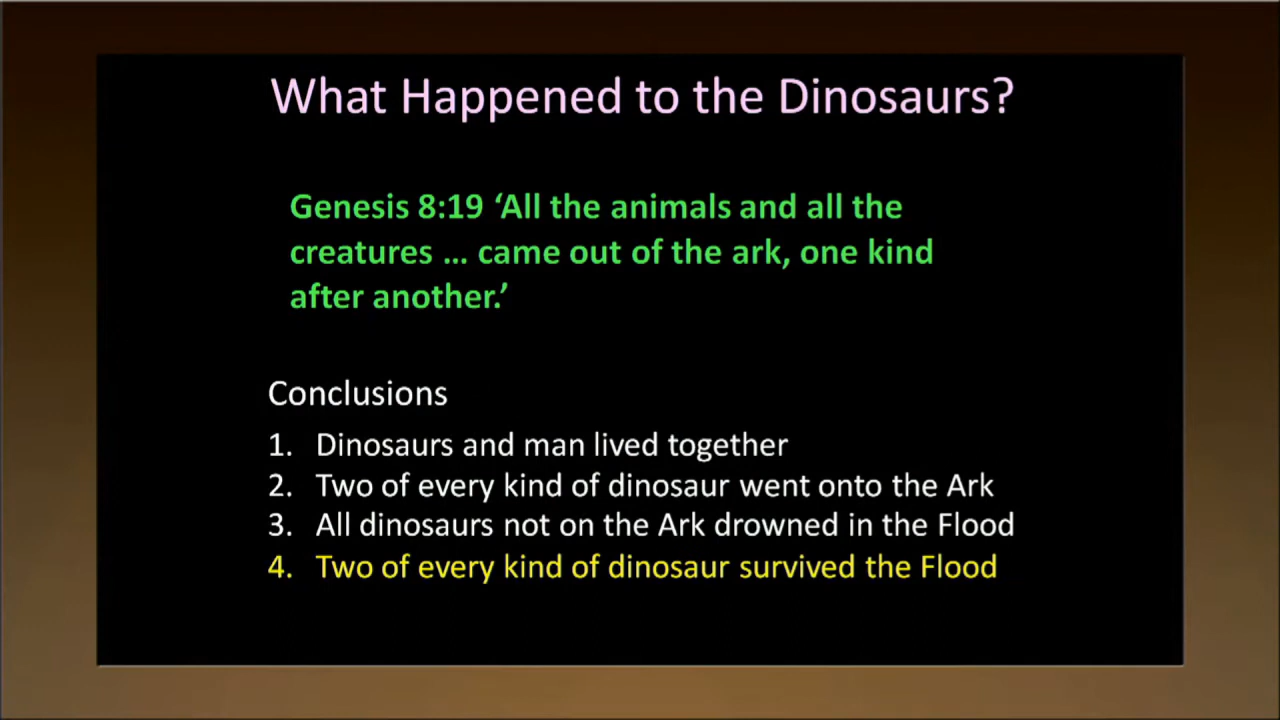 What Happened to the Dinosaurs?
Genesis 8:19 ‘All the animals and all the
creatures ... came out of the ark, one kind
after another.’
Conclusions
1. Dinosaurs and man lived together
2. Two of every kind of dinosaur went onto the Ark
3. All dinosaurs not on the Ark drowned in the Flood
4. Two of every kind of dinosaur survived the Flood